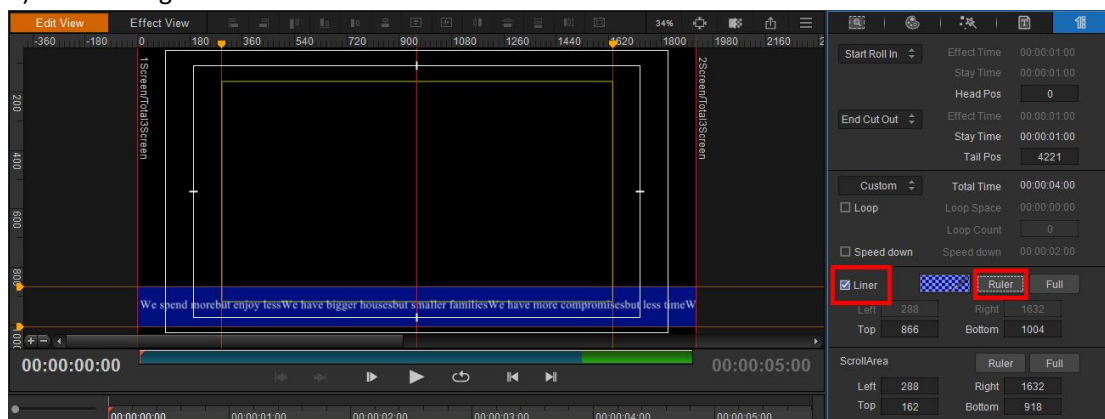 Edit View Effect View 34%
-360 -180 0 180 360 540 720 900 1080 1260 1440 1620 1800 1980 2160 2
1Screen/Total3Screen
2Screen/Total3Screen
200
400
600
800
We spend morebut enjoy lessWe have bigger housesbut smaller familiesWe have more compromisesbut less timeW
00:00:00:00 00:00:05:00
00:00:00:00 00:00:01:00 00:00:02:00 00:00:03:00 00:00:04:00 00:00:05:00
Start Roll In Effect Time 00:00:01:00
Stay Time 00:00:01:00
Head Pos 0
End Cut Out Effect Time 00:00:01:00
Stay Time 00:00:01:00
Tail Pos 4221
Custom Total Time 00:00:04:00
Loop Loop Space 00:00:00:00
Loop Count 0
Speed down Speed down 00:00:02:00
Liner Ruler Full
Left 288 Right 1632
Top 866 Bottom 1004
ScrollArea Ruler Full
Left 288 Right 1632
Top 162 Bottom 918